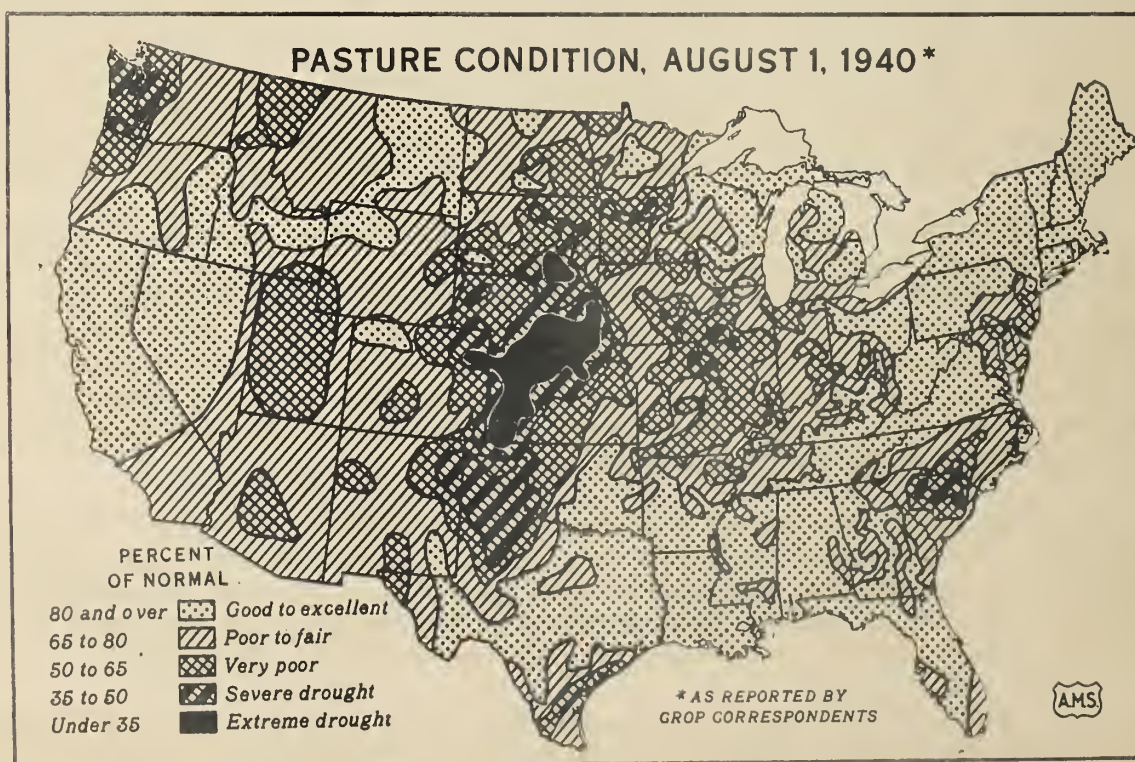 PASTURE CONDITION, AUGUST 1, 1940*
PERCENT
OF NORMAL
80 and over Good to excellent
65 to 80 Poor to fair
50 to 65 Very poor
35 to 50 Severe drought
Under 35 Extreme drought
* AS REPORTED BY
CROP CORRESPONDENTS
A.M.S.